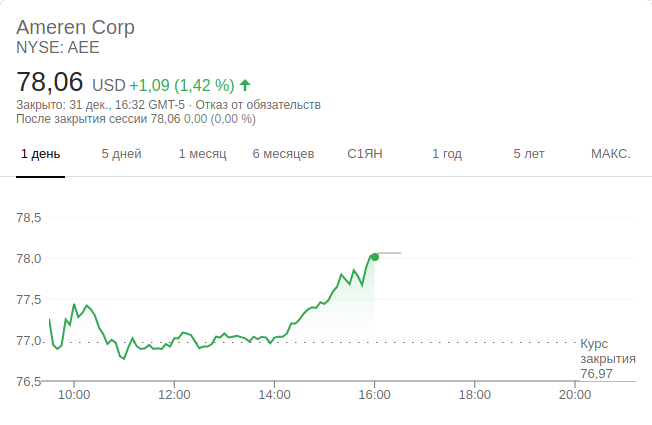 Ameren Corp
NYSE: AEE
78,06 USD +1,09 (1,42 %)
Закрыто: 31 дек., 16:32 GMT-5 · Отказ от обязательств
После закрытия сессии 78,06 0,00 (0,00 %)
1 день 5 дней 1 месяц 6 месяцев С1ЯН 1 год 5 лет МАКС.
78,5
78,0
77,5
77,0
Курс
закрытия
76,97
76,5
10:00 12:00 14:00 16:00 18:00 20:00